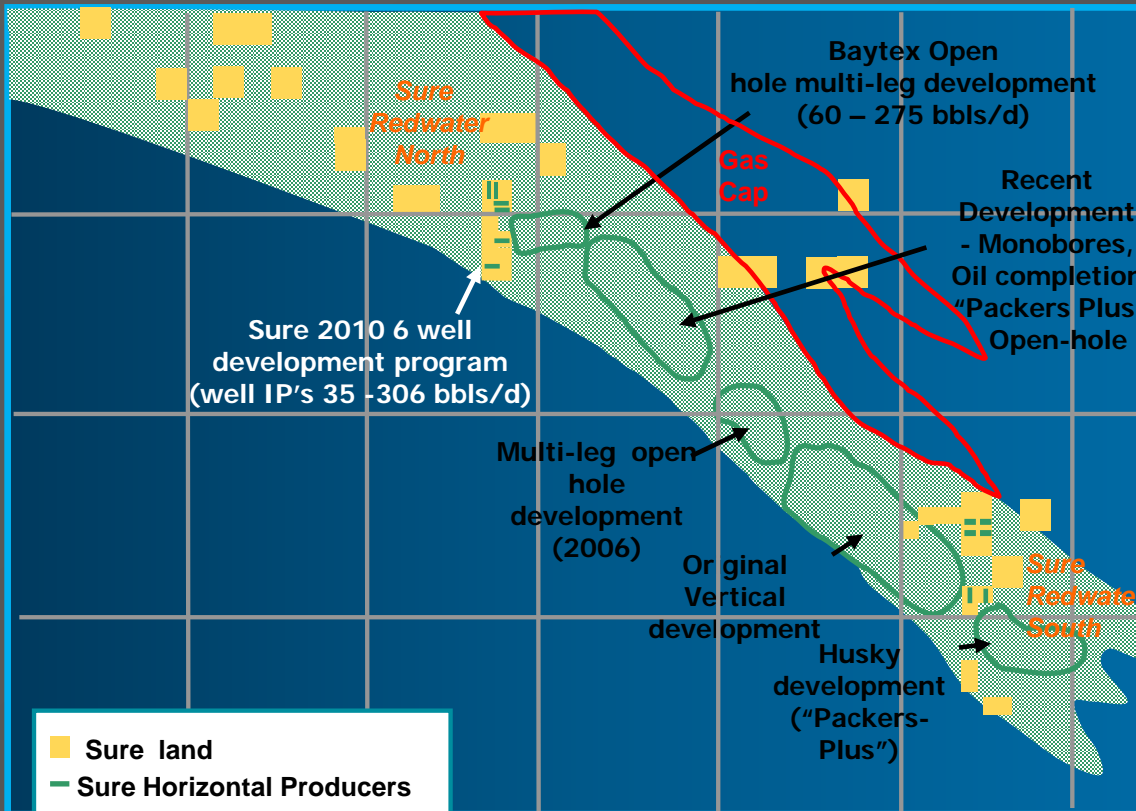 Baytex Open
hole multi-leg development
(60 – 275 bbls/d)
Sure
Redwater
North
Gas
Cap
Recent
Development
- Monobores,
Oil completion
“Packers Plus
Open-hole
Sure 2010 6 well
development program
(well IP's 35 -306 bbls/d)
Multi-leg open
hole
development
(2006)
Original
Vertical
development
Sure
Redwater
South
Husky
development
(“Packers-
Plus”)
Sure land
Sure Horizontal Producers